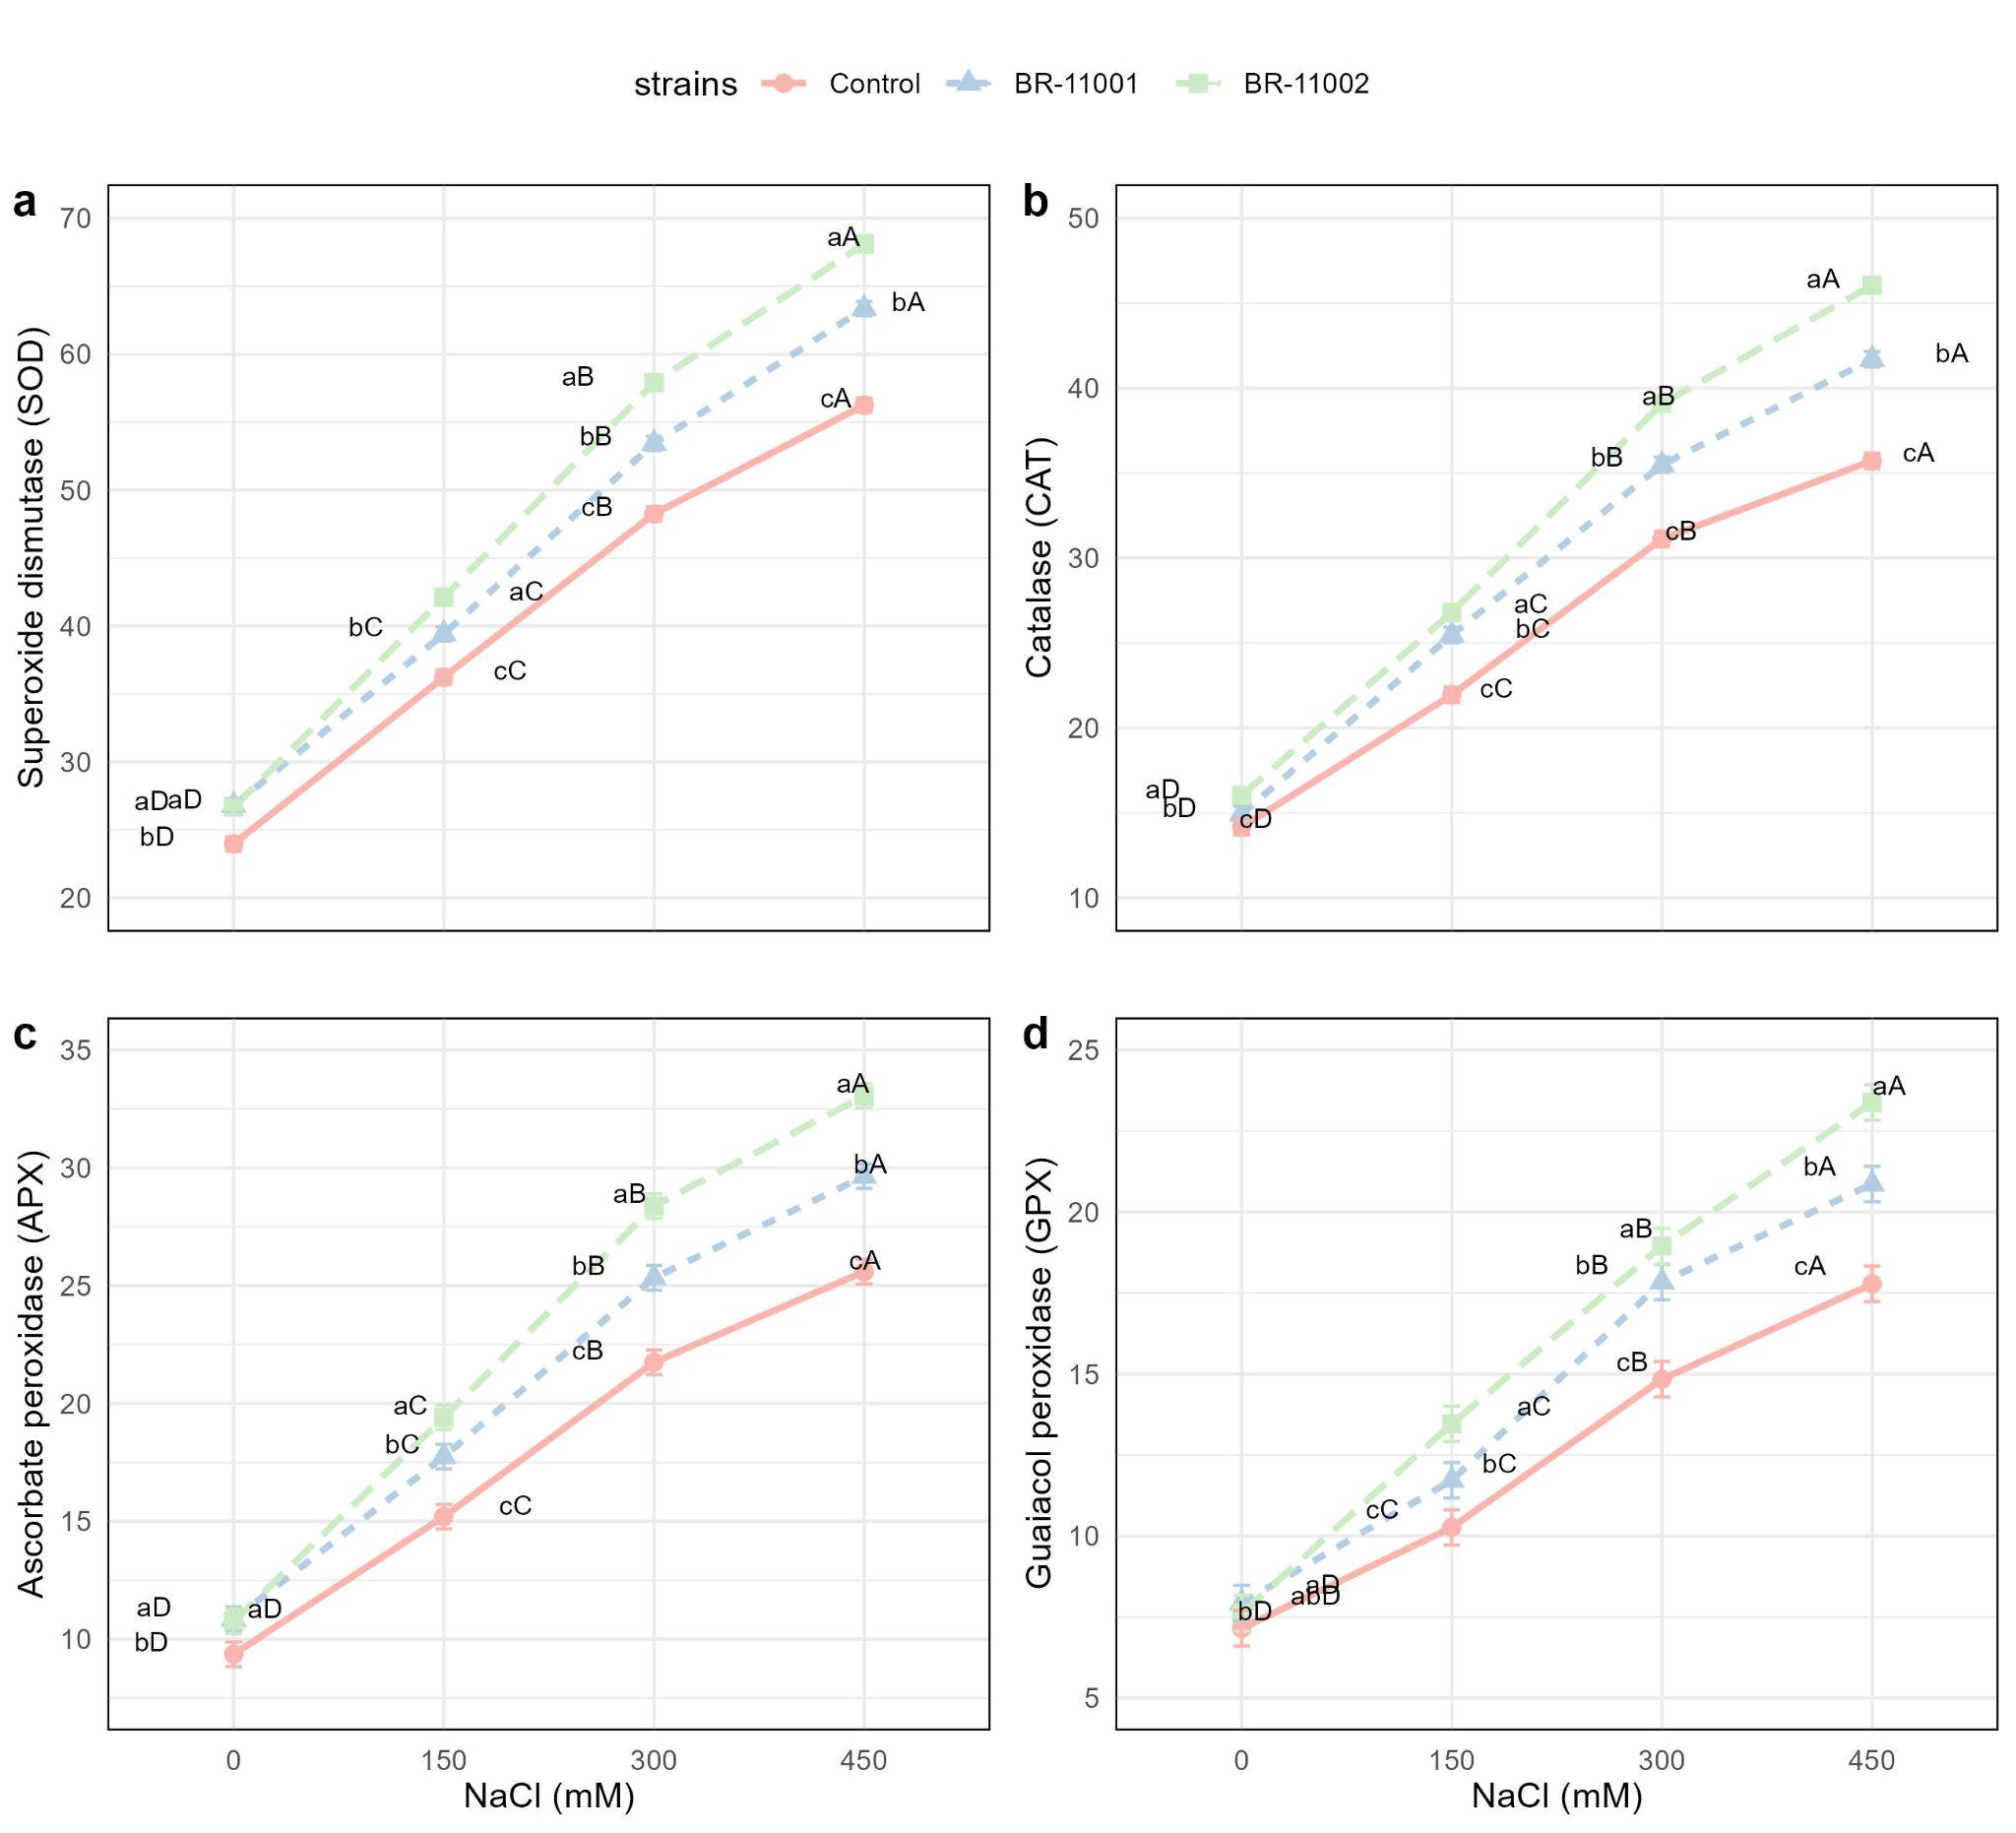 strains Control BR-11001 BR-11002
a
Superoxide dismutase (SOD)
70
60
50
40
30
20
aA
bA
cA
aB
bB
cB
aC
bC
cC
aD aD
bD
b
Catalase (CAT)
50
40
30
20
10
aA
bA
cA
aB
bB
cB
aC
bC
cC
aD
bD
cD
c
Ascorbate peroxidase (APX)
35
30
25
20
15
10
aA
bA
cA
aB
bB
cB
aC
bC
cC
aD aD
bD
0 150 300 450
NaCl (mM)
d
Guaiacol peroxidase (GPX)
25
20
15
10
5
aA
bA
cA
aB
bB
cB
aC
bC
cC
aD
abD
bD
0 150 300 450
NaCl (mM)